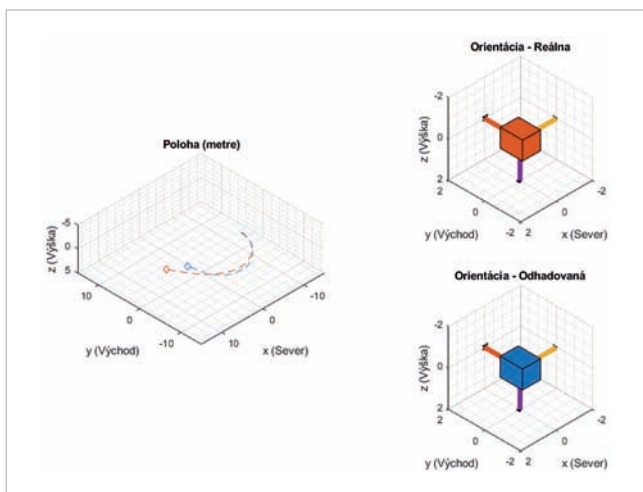 Poloha (metre)
z (Výška)
-5
0
5
10
0
-10
y (Východ)
10
0
-10
x (Sever)
Orientácia - Reálna
z (Výška)
-2
0
2
2
0
-2
y (Východ)
2
0
-2
x (Sever)
Orientácia - Odhadovaná
z (Výška)
-2
0
2
2
0
-2
y (Východ)
2
0
-2
x (Sever)